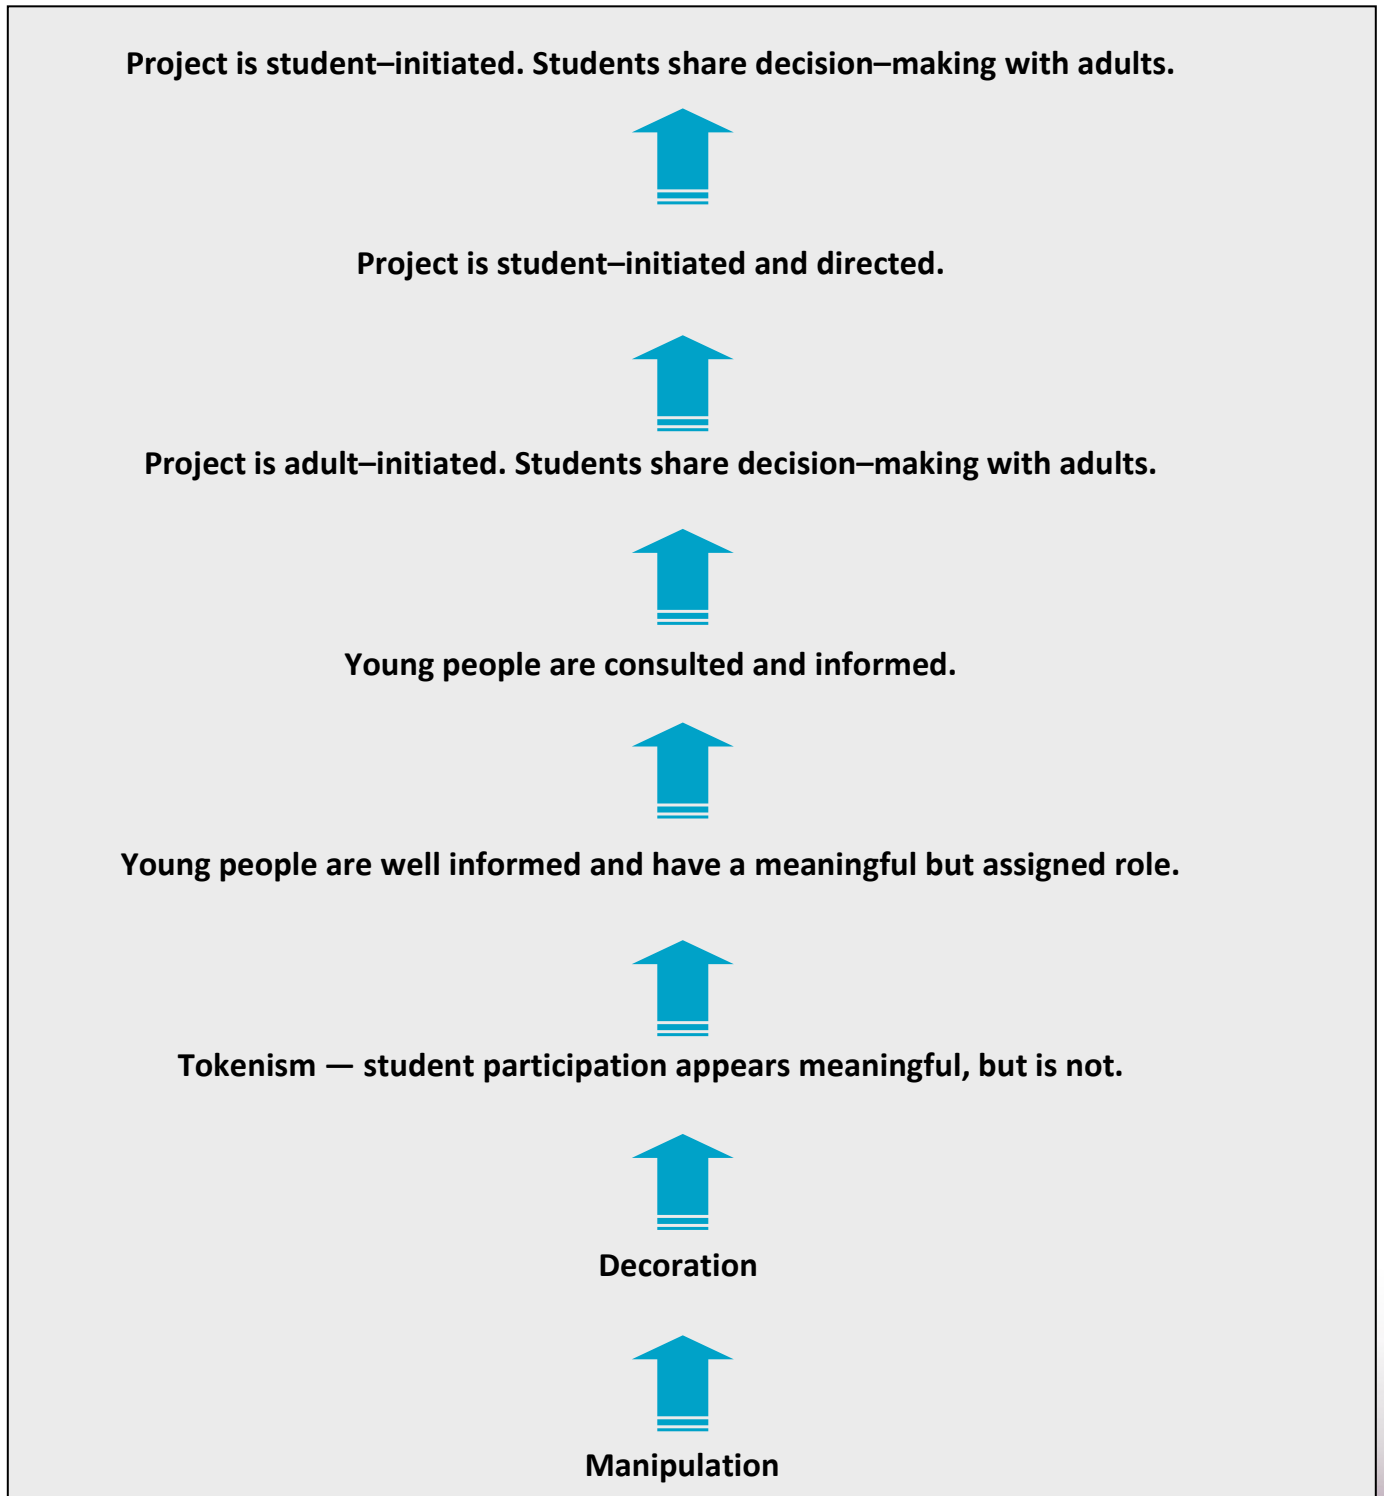 Project is student–initiated. Students share decision–making with adults.
Project is student–initiated and directed.
Project is adult–initiated. Students share decision–making with adults.
Young people are consulted and informed.
Young people are well informed and have a meaningful but assigned role.
Tokenism — student participation appears meaningful, but is not.
Decoration
Manipulation